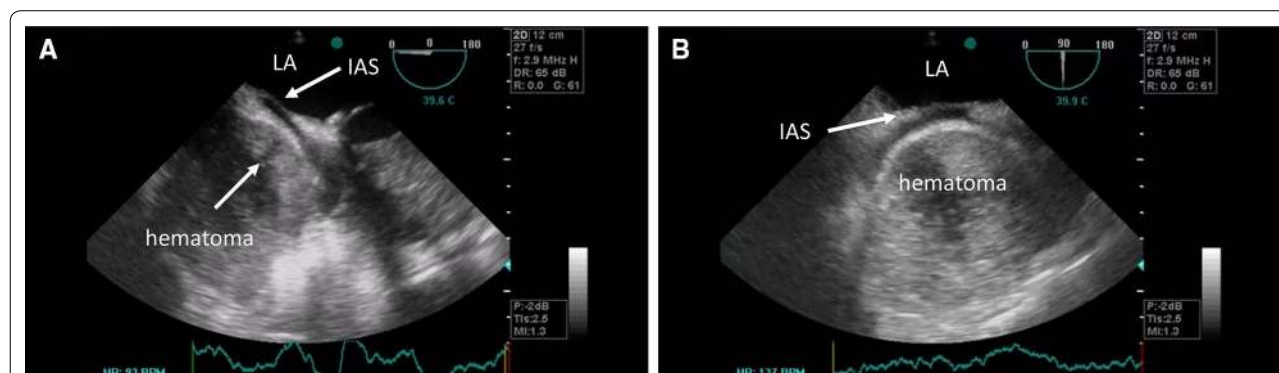 A
LA
IAS
hematoma
0 0 180
39.6 C
2D 12 cm
27 f/s
f: 2.9 MHz H
DR: 65 dB
R: 0.0 G: 61
P:-2dB
TIs:2.5
MI:1.3
HR: 93 BPM
B
LA
IAS
hematoma
0 90 180
39.9 C
2D 12 cm
27 f/s
f: 2.9 MHz H
DR: 65 dB
R: 0.0 G: 61
P:-2dB
TIs:2.5
MI:1.3
HR: 137 BPM